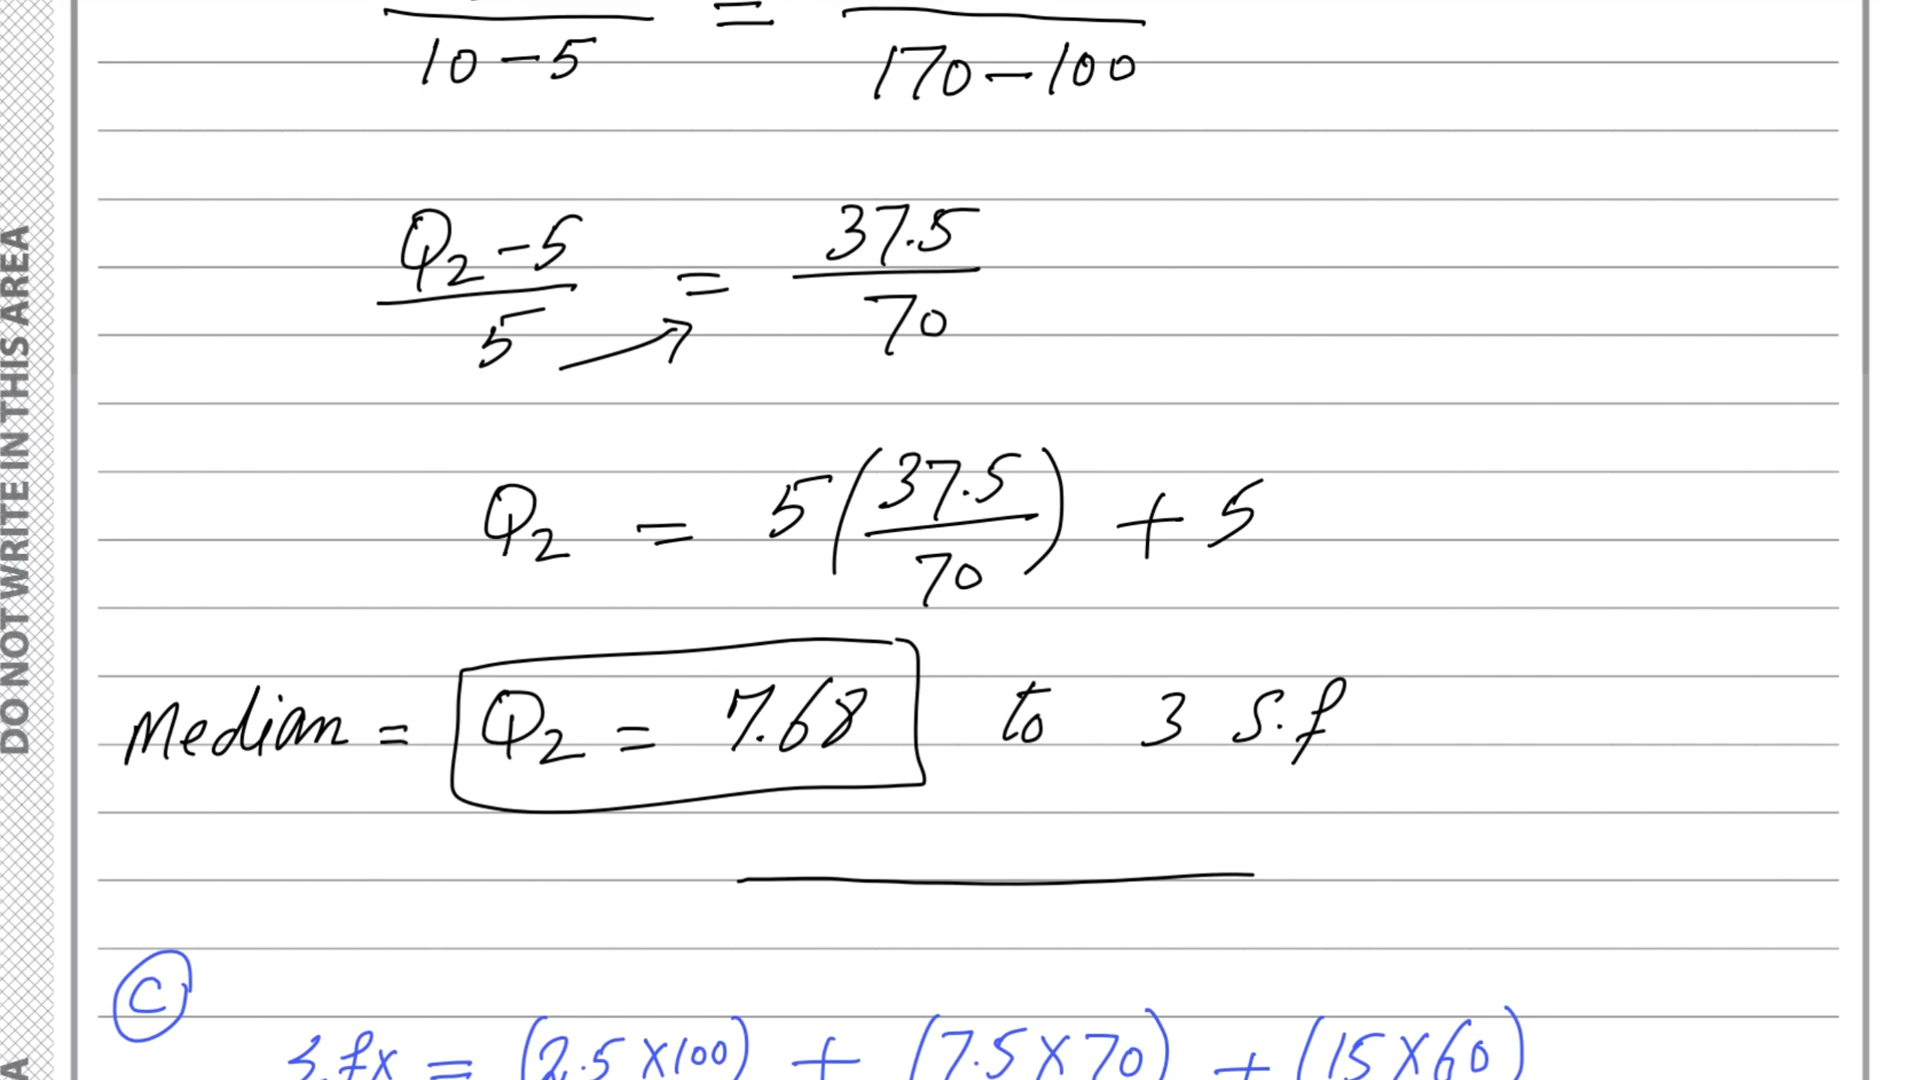 10 - 5 = 170 - 100
Q2 - 5 / 5 = 37.5 / 70
Q2 = 5(37.5 / 70) + 5
Median = Q2 = 7.68 to 3 s.f
C
Σfx = (2.5 × 100) + (7.5 × 70) + (15 × 60)
DO NOT WRITE IN THIS AREA
A